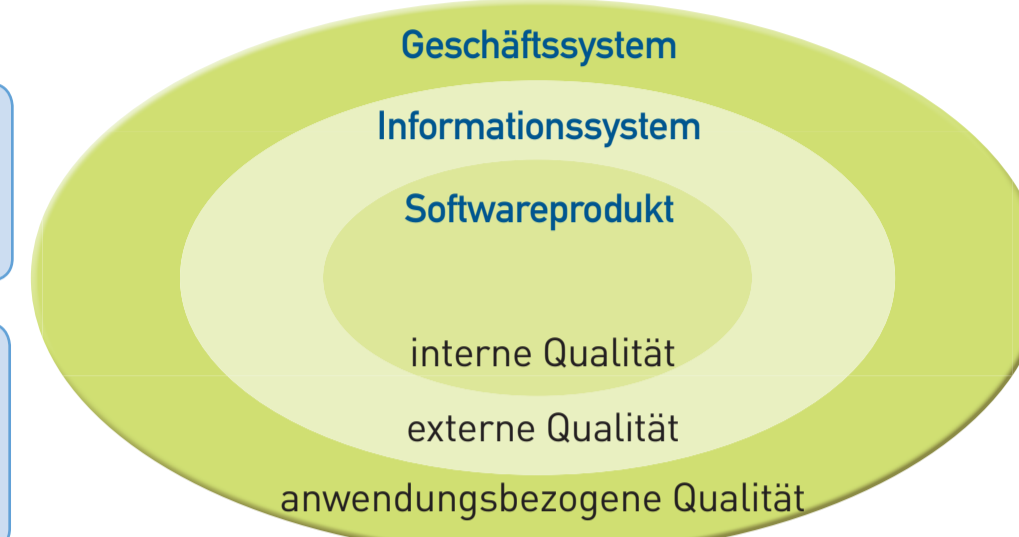 Geschäftssystem
Informationssystem
Softwareprodukt
interne Qualität
externe Qualität
anwendungsbezogene Qualität